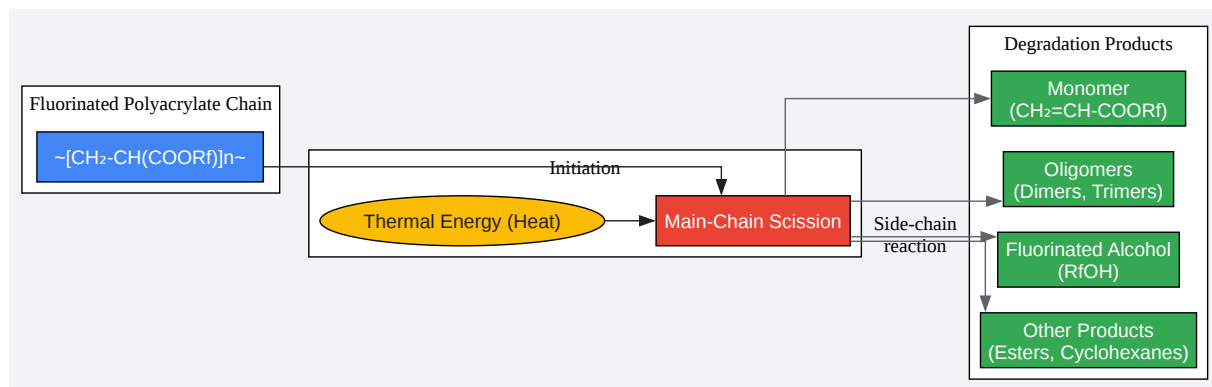 Fluorinated Polyacrylate Chain
~[CH₂-CH(COORf)]n~
Initiation
Thermal Energy (Heat)
Main-Chain Scission
Side-chain
reaction
Degradation Products
Monomer
(CH₂=CH-COORf)
Oligomers
(Dimers, Trimers)
Fluorinated Alcohol
(RfOH)
Other Products
(Esters, Cyclohexanes)